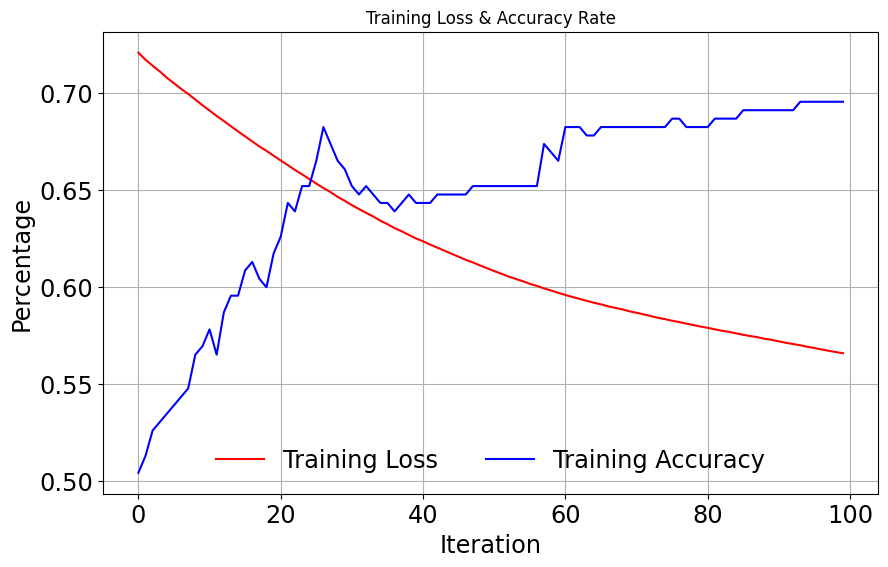 Training Loss & Accuracy Rate
Percentage
0.70
0.65
0.60
0.55
0.50
Training Loss
Training Accuracy
0 20 40 60 80 100
Iteration